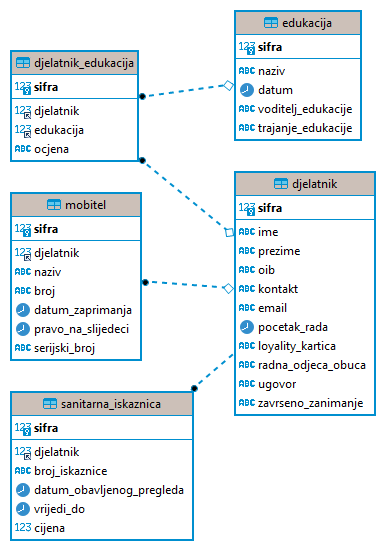 edukacija
123 sifra
ABC naziv
datum
ABC voditelj_edukacije
ABC trajanje_edukacije
djelatnik_edukacija
123 sifra
123 djelatnik
123 edukacija
ABC ocjena
djelatnik
123 sifra
ABC ime
ABC prezime
ABC oib
ABC kontakt
ABC email
pocetak_rada
ABC loyality_kartica
ABC radna_odjeca_obuca
ABC ugovor
ABC zavrseno_zanimanje
mobitel
123 sifra
123 djelatnik
ABC naziv
ABC broj
datum_zaprimanja
pravo_na_slijedeci
ABC serijski_broj
sanitarna_iskaznica
123 sifra
123 djelatnik
ABC broj_iskaznice
datum_obavljenog_pregleda
vrijedi_do
123 cijena